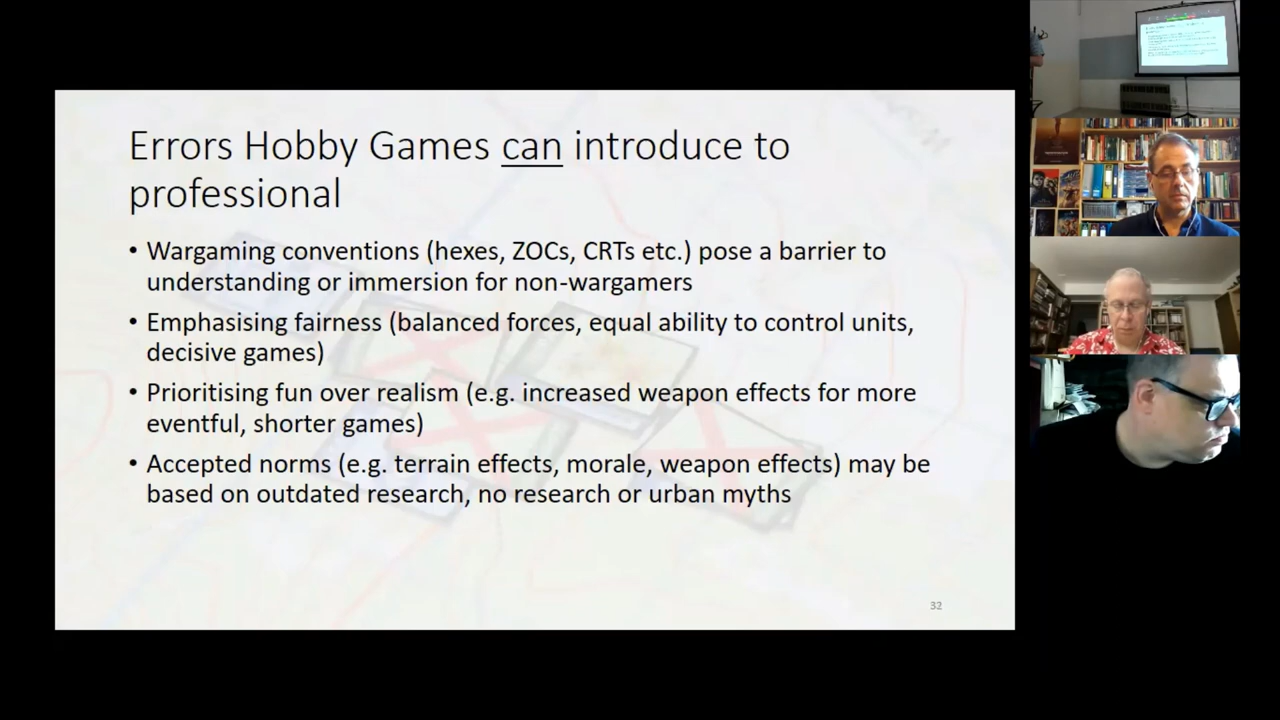 Errors Hobby Games can introduce to
professional
• Wargaming conventions (hexes, ZOCs, CRTs etc.) pose a barrier to
understanding or immersion for non-wargamers
• Emphasising fairness (balanced forces, equal ability to control units,
decisive games)
• Prioritising fun over realism (e.g. increased weapon effects for more
eventful, shorter games)
• Accepted norms (e.g. terrain effects, morale, weapon effects) may be
based on outdated research, no research or urban myths
32